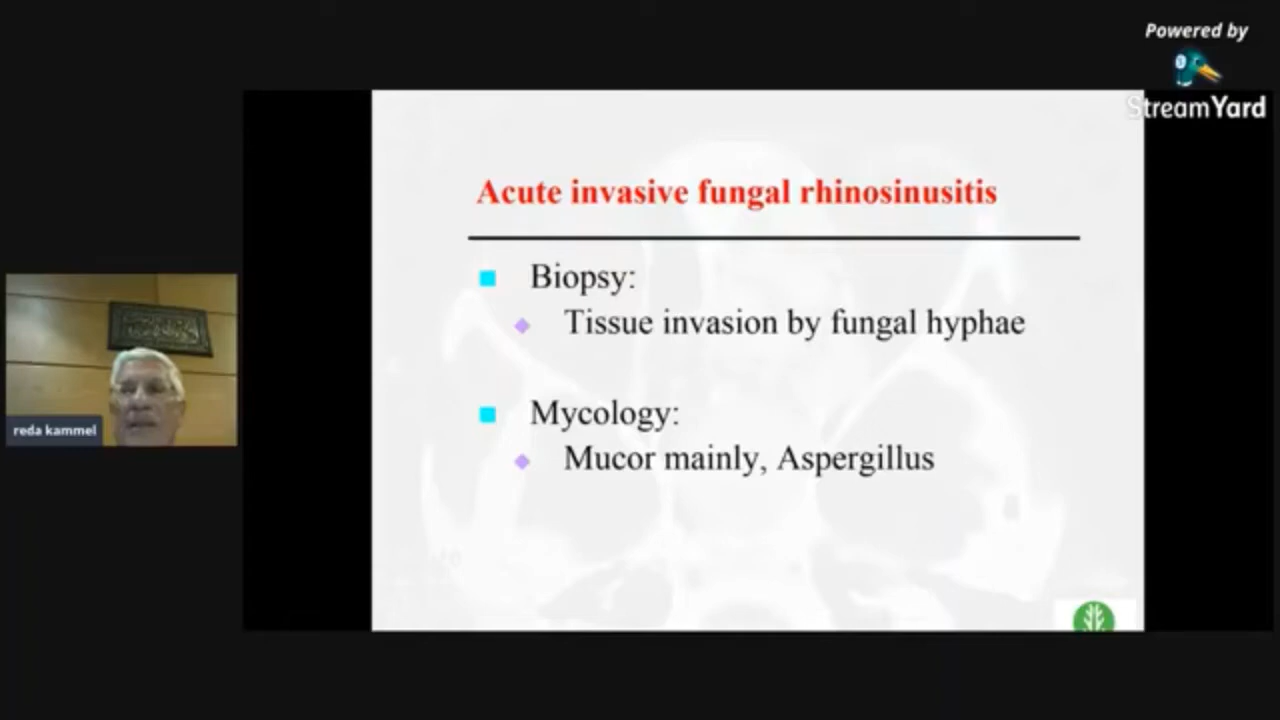 Powered by
StreamYard
Acute invasive fungal rhinosinusitis
Biopsy:
Tissue invasion by fungal hyphae
Mycology:
Mucor mainly, Aspergillus
reda kammel